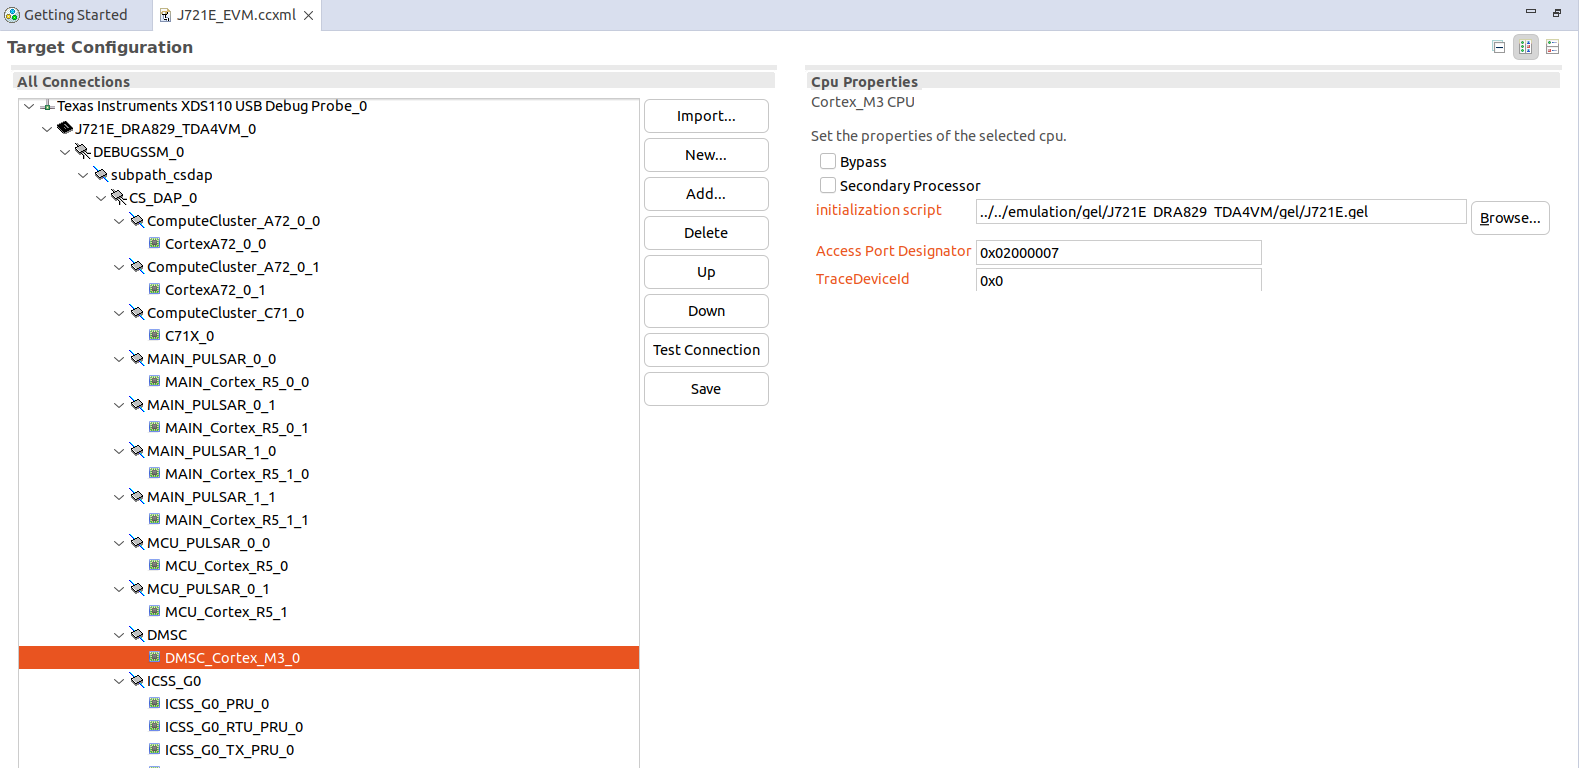 Getting Started
J721E_EVM.ccxml
Target Configuration
All Connections
Texas Instruments XDS110 USB Debug Probe_0
J721E_DRA829_TDA4VM_0
DEBUGSSM_0
subpath_csdap
CS_DAP_0
ComputeCluster_A72_0_0
CortexA72_0_0
ComputeCluster_A72_0_1
CortexA72_0_1
ComputeCluster_C71_0
C71X_0
MAIN_PULSAR_0_0
MAIN_Cortex_R5_0_0
MAIN_PULSAR_0_1
MAIN_Cortex_R5_0_1
MAIN_PULSAR_1_0
MAIN_Cortex_R5_1_0
MAIN_PULSAR_1_1
MAIN_Cortex_R5_1_1
MCU_PULSAR_0_0
MCU_Cortex_R5_0
MCU_PULSAR_0_1
MCU_Cortex_R5_1
DMSC
DMSC_Cortex_M3_0
ICSS_G0
ICSS_G0_PRU_0
ICSS_G0_RTU_PRU_0
ICSS_G0_TX_PRU_0
Import...
New...
Add...
Delete
Up
Down
Test Connection
Save
Cpu Properties
Cortex_M3 CPU
Set the properties of the selected cpu.
Bypass
Secondary Processor
initialization script ../../emulation/gel/J721E_DRA829_TDA4VM/gel/J721E.gel Browse...
Access Port Designator 0x02000007
TraceDeviceId 0x0